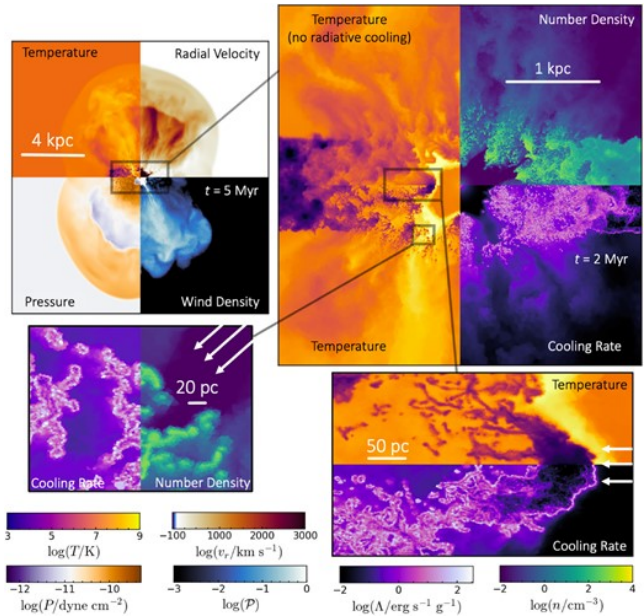 Temperature
Radial Velocity
4 kpc
t = 5 Myr
Pressure
Wind Density
Temperature
(no radiative cooling)
Number Density
1 kpc
t = 2 Myr
Temperature
Cooling Rate
20 pc
Cooling Rate
Number Density
Temperature
50 pc
Cooling Rate
3 5 7 9
log(T/K)
-100 1000 2000 3000
log(v_r/km s⁻¹)
-12 -11 -10
log(P/dyne cm⁻²)
-3 -2 -1 0
log(𝒫)
-2 0 2
log(Λ/erg s⁻¹ g⁻¹)
-2 0 2 4
log(n/cm⁻³)